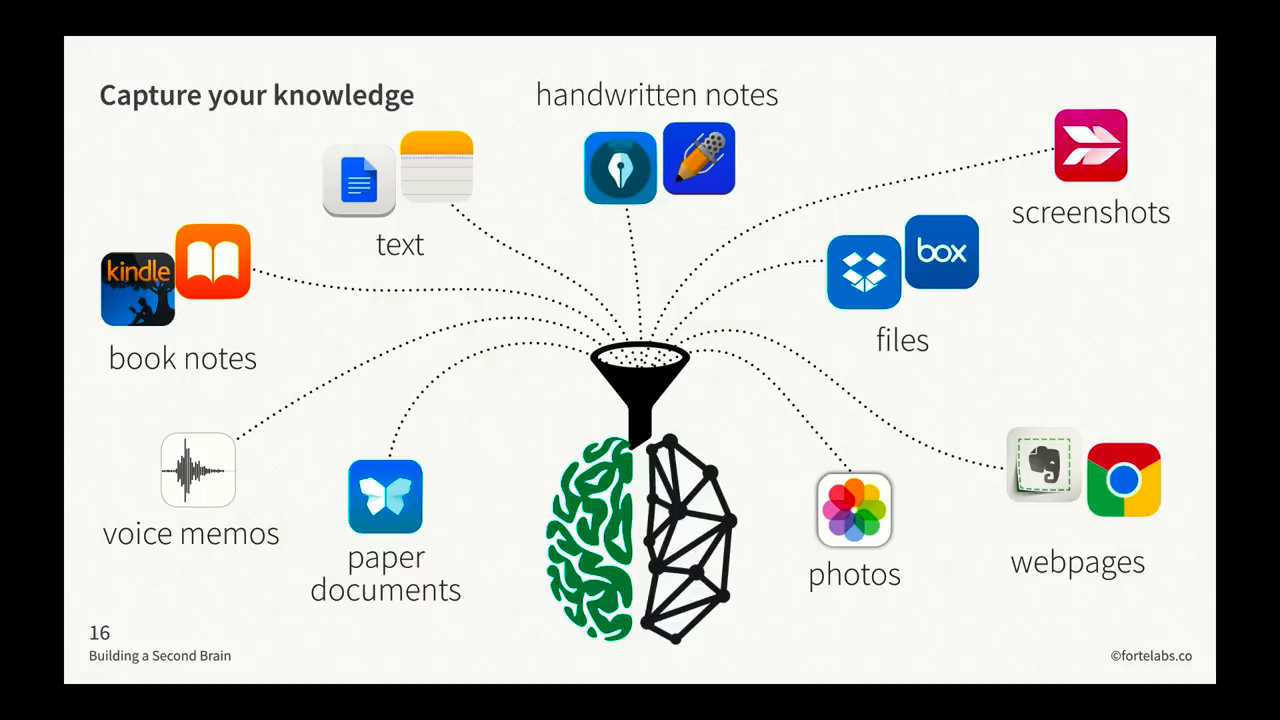 Capture your knowledge
handwritten notes
screenshots
text
box
kindle
files
book notes
voice memos
paper
documents
photos
webpages
16
Building a Second Brain
©fortelabs.co